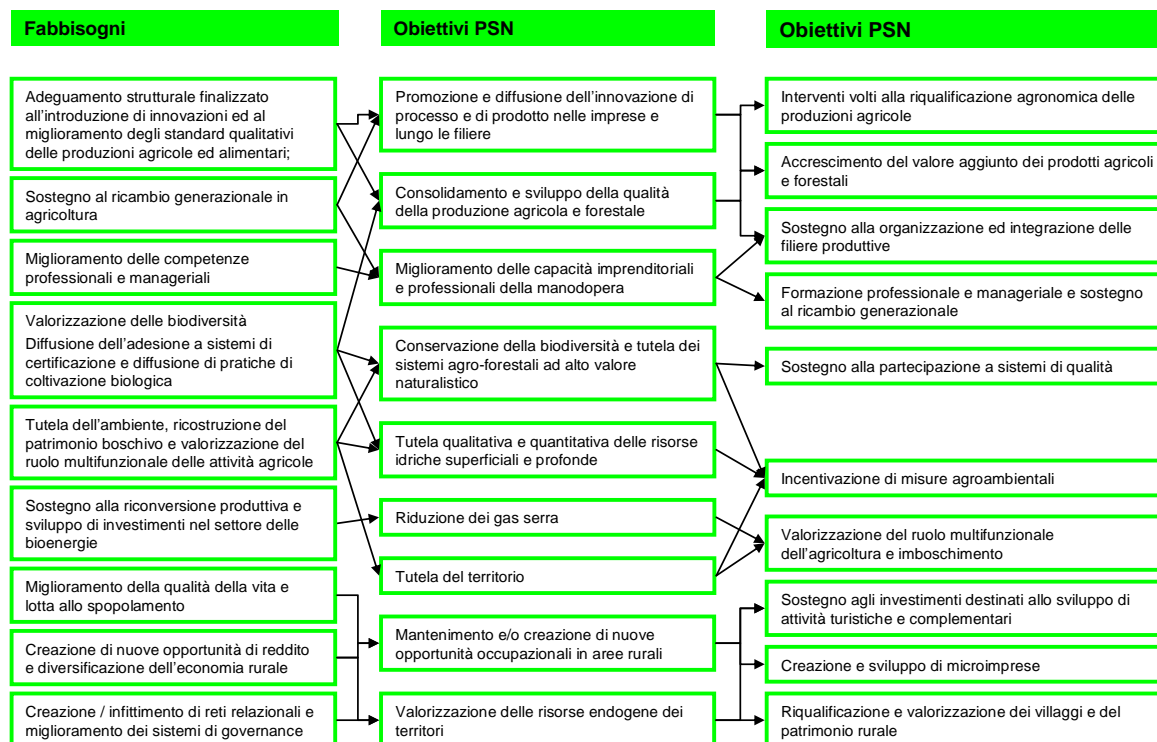 Fabbisogni
Obiettivi PSN
Obiettivi PSN
Adeguamento strutturale finalizzato
all'introduzione di innovazioni ed al
miglioramento degli standard qualitativi
delle produzioni agricole ed alimentari;
Sostegno al ricambio generazionale in
agricoltura
Miglioramento delle competenze
professionali e manageriali
Valorizzazione delle biodiversità
Diffusione dell'adesione a sistemi di
certificazione e diffusione di pratiche di
coltivazione biologica
Tutela dell'ambiente, ricostruzione del
patrimonio boschivo e valorizzazione del
ruolo multifunzionale delle attività agricole
Sostegno alla riconversione produttiva e
sviluppo di investimenti nel settore delle
bioenergie
Miglioramento della qualità della vita e
lotta allo spopolamento
Creazione di nuove opportunità di reddito
e diversificazione dell'economia rurale
Creazione / infittimento di reti relazionali e
miglioramento dei sistemi di governance
Promozione e diffusione dell'innovazione di
processo e di prodotto nelle imprese e
lungo le filiere
Consolidamento e sviluppo della qualità
della produzione agricola e forestale
Miglioramento delle capacità imprenditoriali
e professionali della manodopera
Conservazione della biodiversità e tutela dei
sistemi agro-forestali ad alto valore
naturalistico
Tutela qualitativa e quantitativa delle risorse
idriche superficiali e profonde
Riduzione dei gas serra
Tutela del territorio
Mantenimento e/o creazione di nuove
opportunità occupazionali in aree rurali
Valorizzazione delle risorse endogene dei
territori
Interventi volti alla riqualificazione agronomica delle
produzioni agricole
Accrescimento del valore aggiunto dei prodotti agricoli
e forestali
Sostegno alla organizzazione ed integrazione delle
filiere produttive
Formazione professionale e manageriale e sostegno
al ricambio generazionale
Sostegno alla partecipazione a sistemi di qualità
Incentivazione di misure agroambientali
Valorizzazione del ruolo multifunzionale
dell'agricoltura e imboschimento
Sostegno agli investimenti destinati allo sviluppo di
attività turistiche e complementari
Creazione e sviluppo di microimprese
Riqualificazione e valorizzazione dei villaggi e del
patrimonio rurale